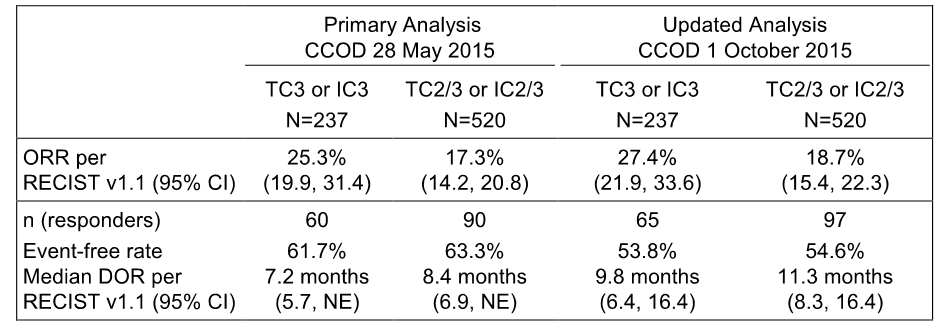 Primary Analysis Updated Analysis
CCOD 28 May 2015 CCOD 1 October 2015
TC3 or IC3 TC2/3 or IC2/3 TC3 or IC3 TC2/3 or IC2/3
N=237 N=520 N=237 N=520
ORR per 25.3% 17.3% 27.4% 18.7%
RECIST v1.1 (95% CI) (19.9, 31.4) (14.2, 20.8) (21.9, 33.6) (15.4, 22.3)
n (responders) 60 90 65 97
Event-free rate 61.7% 63.3% 53.8% 54.6%
Median DOR per 7.2 months 8.4 months 9.8 months 11.3 months
RECIST v1.1 (95% CI) (5.7, NE) (6.9, NE) (6.4, 16.4) (8.3, 16.4)